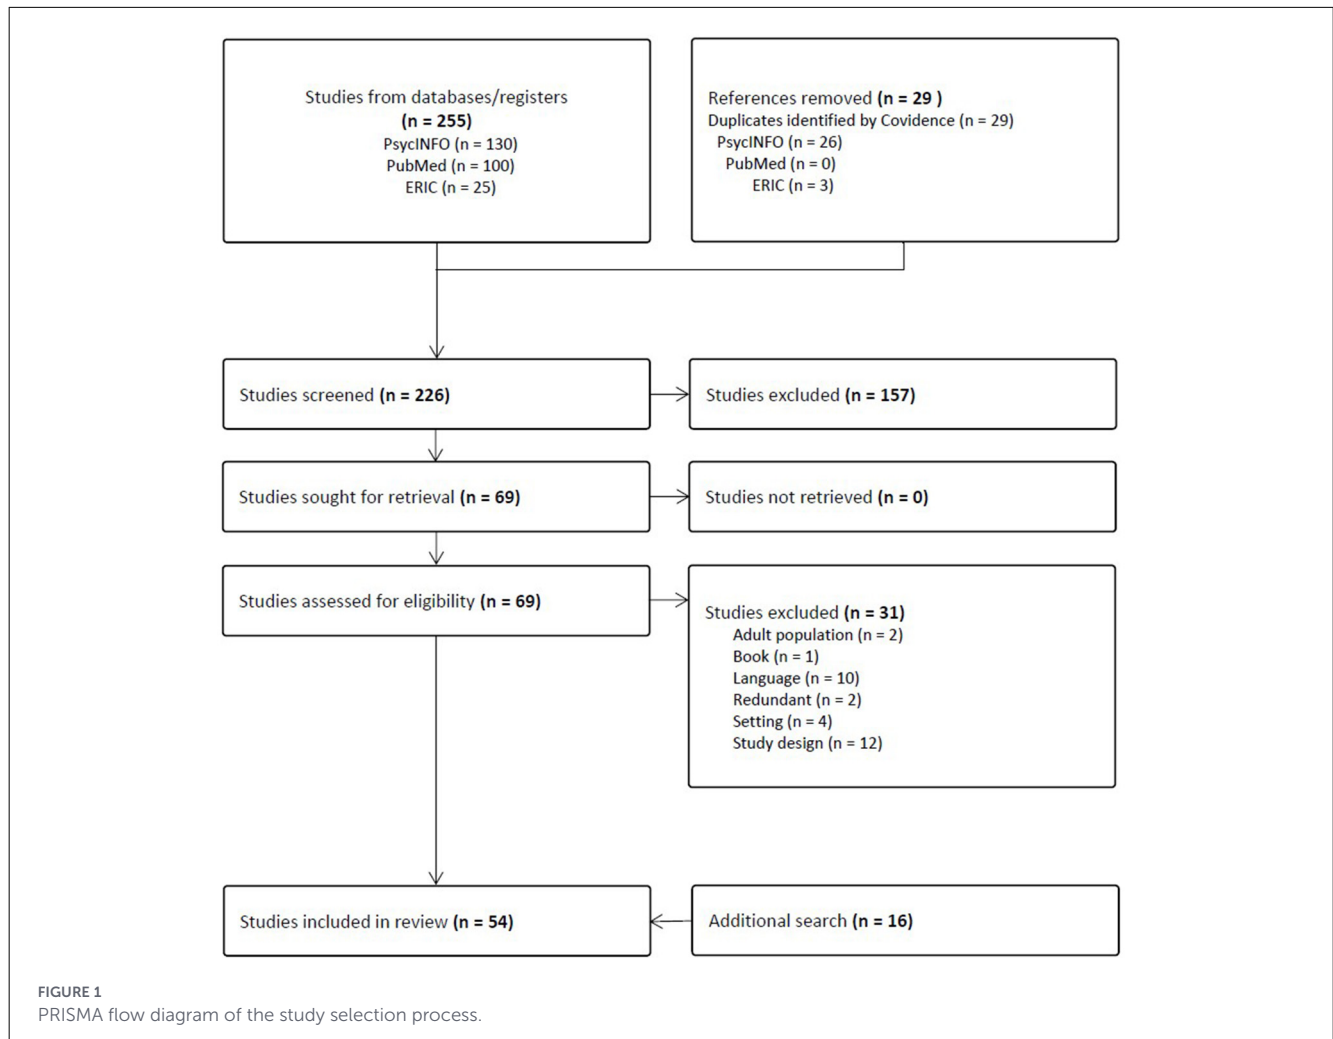 Studies from databases/registers
(n = 255)
PsycINFO (n = 130)
PubMed (n = 100)
ERIC (n = 25)
References removed (n = 29 )
Duplicates identified by Covidence (n = 29)
PsycINFO (n = 26)
PubMed (n = 0)
ERIC (n = 3)
Studies screened (n = 226)
Studies excluded (n = 157)
Studies sought for retrieval (n = 69)
Studies not retrieved (n = 0)
Studies assessed for eligibility (n = 69)
Studies excluded (n = 31)
Adult population (n = 2)
Book (n = 1)
Language (n = 10)
Redundant (n = 2)
Setting (n = 4)
Study design (n = 12)
Studies included in review (n = 54)
Additional search (n = 16)
FIGURE 1
PRISMA flow diagram of the study selection process.